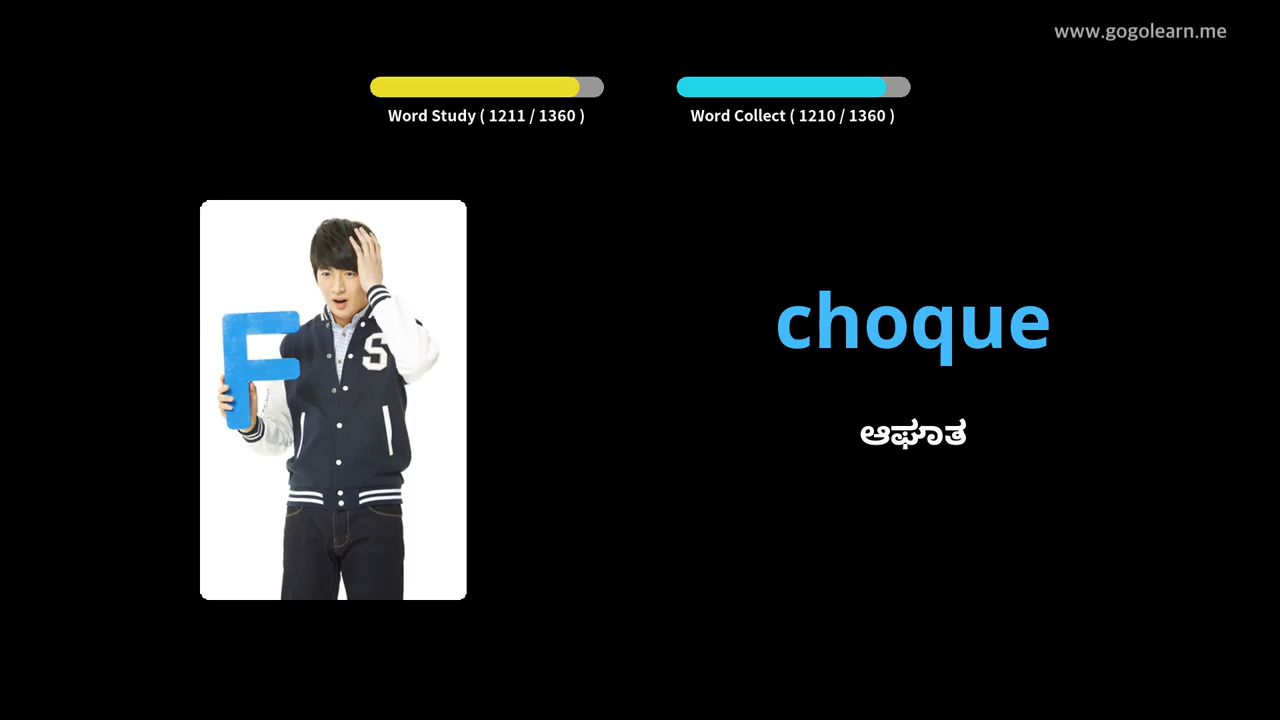 www.gogolearn.me
Word Study ( 1211 / 1360 )
Word Collect ( 1210 / 1360 )
F
S
choque
ಆಘಾತ